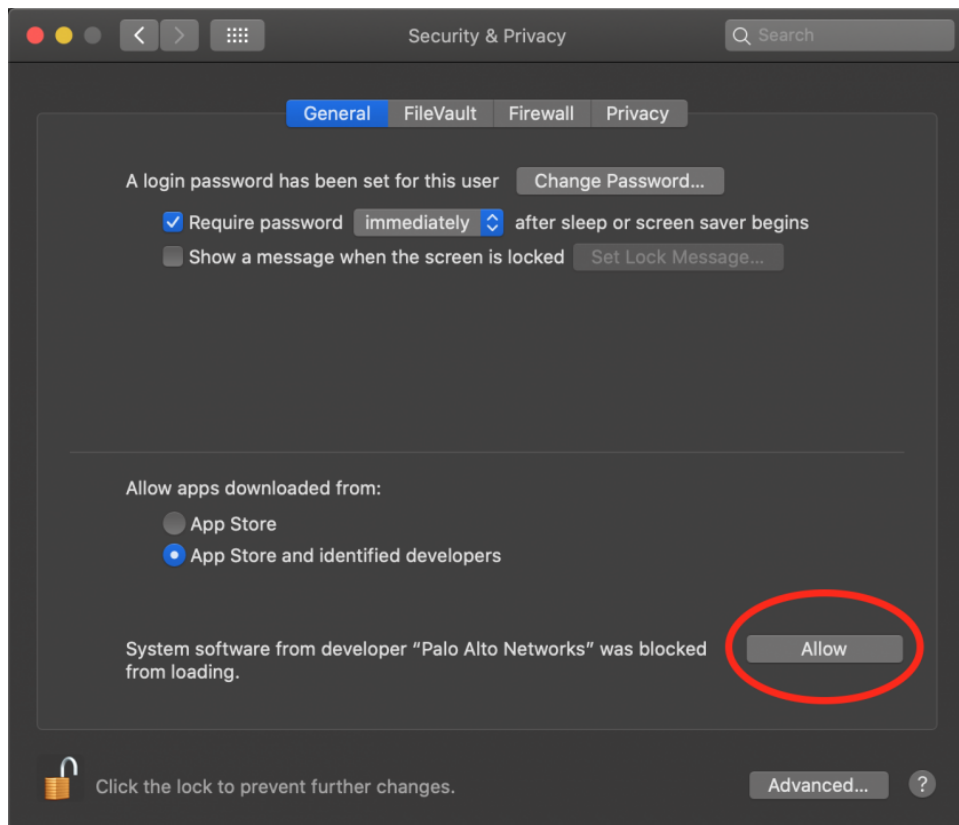 Security & Privacy
Search
General FileVault Firewall Privacy
A login password has been set for this user Change Password...
Require password immediately after sleep or screen saver begins
Show a message when the screen is locked Set Lock Message...
Allow apps downloaded from:
App Store
App Store and identified developers
System software from developer “Palo Alto Networks” was blocked
from loading.
Allow
Click the lock to prevent further changes.
Advanced... ?